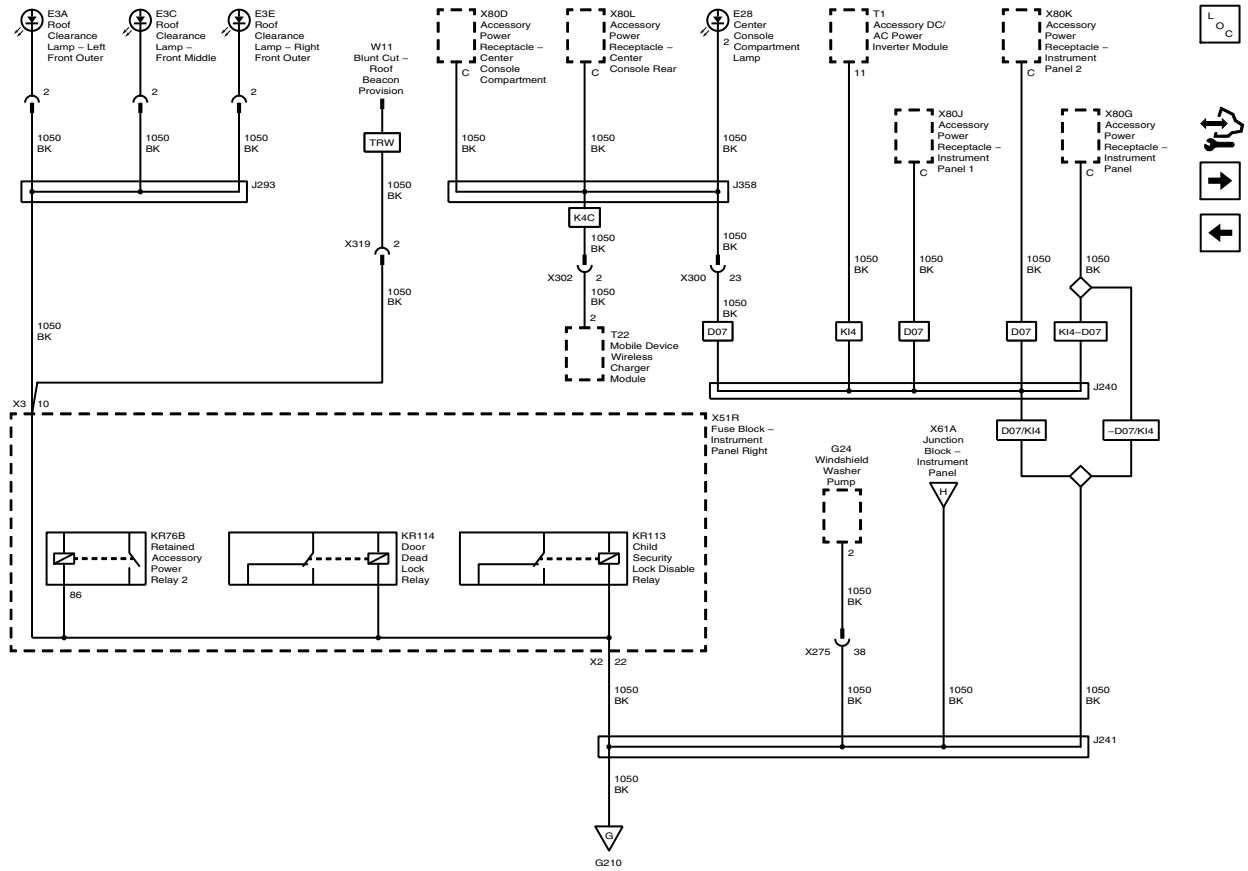 E3A
Roof
Clearance
Lamp – Left
Front Outer
E3C
Roof
Clearance
Lamp –
Front Middle
E3E
Roof
Clearance
Lamp – Right
Front Outer
W11
Blunt Cut –
Roof
Beacon
Provision
X80D
Accessory
Power
Receptacle –
Center
Console
Compartment
X80L
Accessory
Power
Receptacle –
Center
Console Rear
E28
Center
Console
Compartment
Lamp
2
T1
Accessory DC/
AC Power
Inverter Module
X80K
Accessory
Power
Receptacle –
Instrument
Panel 2
L
O
C
C
C
11
C
2
2
2
X80J
Accessory
Power
Receptacle –
Instrument
Panel 1
X80G
Accessory
Power
Receptacle –
Instrument
Panel
1050
BK
1050
BK
1050
BK
TRW
1050
BK
1050
BK
1050
BK
C
C
J293
1050
BK
J358
K4C
X319
2
1050
BK
1050
BK
1050
BK
1050
BK
1050
BK
1050
BK
X302
2
X300
23
1050
BK
1050
BK
1050
BK
1050
BK
2
T22
Mobile Device
Wireless
Charger
Module
D07
KI4
D07
D07
KI4–D07
J240
X3
10
X51R
Fuse Block –
Instrument
Panel Right
G24
Windshield
Washer
Pump
X61A
Junction
Block –
Instrument
Panel
H
D07/KI4
–D07/KI4
KR76B
Retained
Accessory
Power
Relay 2
KR114
Door
Dead
Lock
Relay
KR113
Child
Security
Lock Disable
Relay
86
2
1050
BK
X275
38
X2
22
1050
BK
1050
BK
1050
BK
1050
BK
J241
1050
BK
G
G210